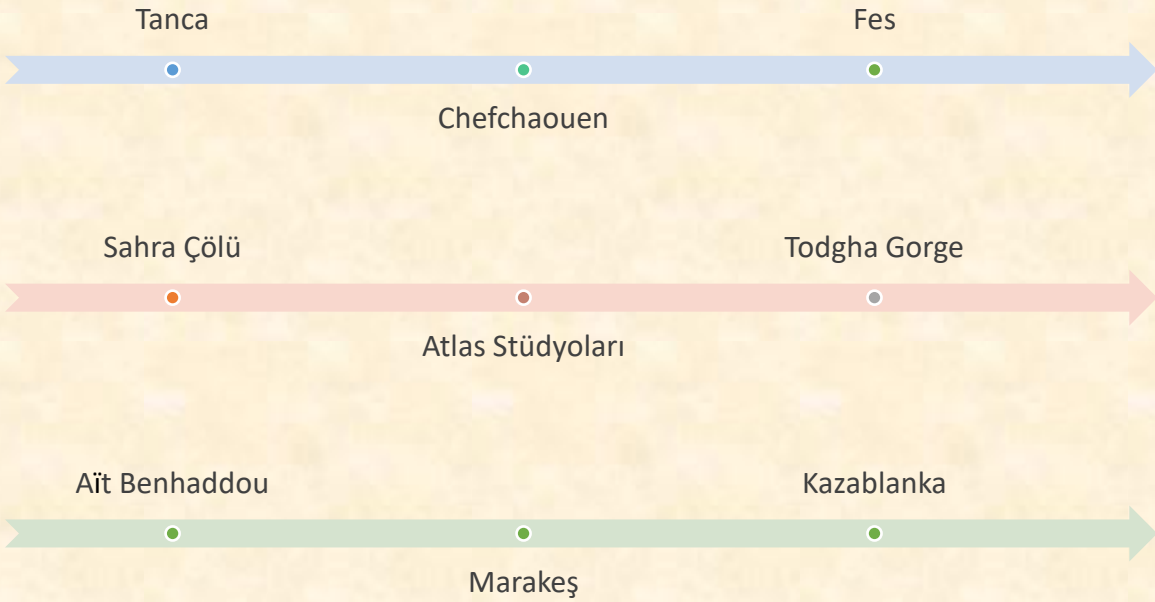 Tanca
Fes
Chefchaouen
Sahra Çölü
Todgha Gorge
Atlas Stüdyoları
Aït Benhaddou
Kazablanka
Marakeş